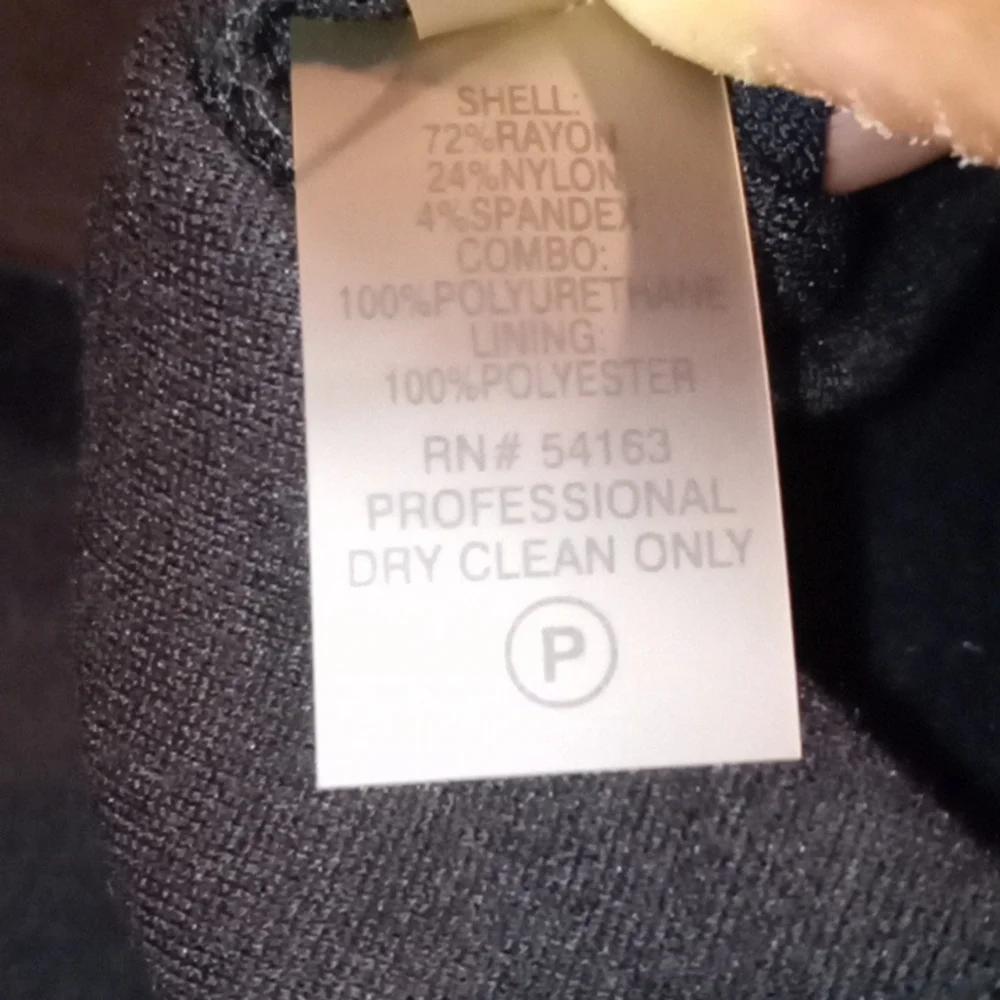 SHELL:
72%RAYON
24%NYLON
4%SPANDEX
COMBO:
100%POLYURETHANE
LINING:
100%POLYESTER
RN# 54163
PROFESSIONAL
DRY CLEAN ONLY
P